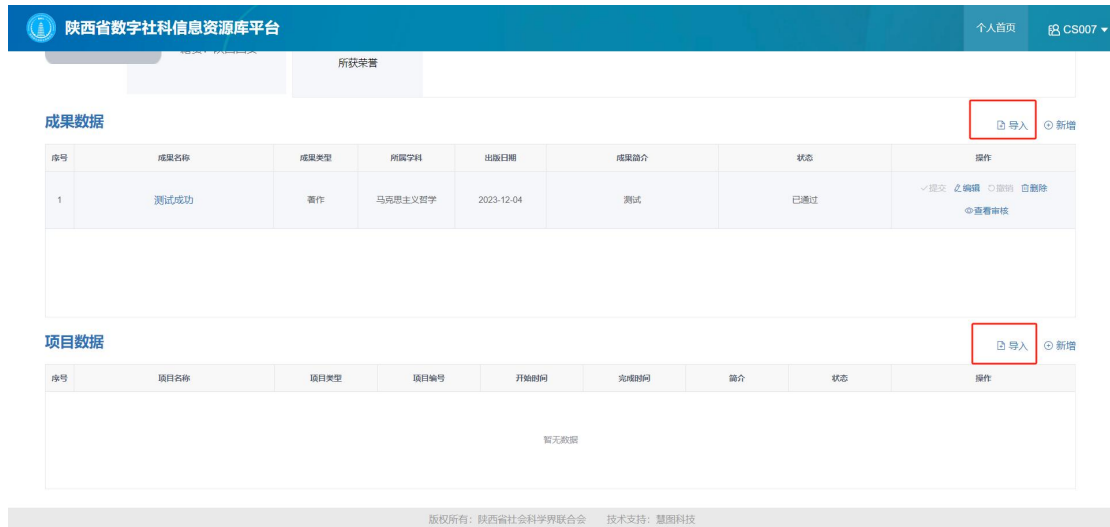 陕西省数字社科信息资源库平台 个人首页 CS007
所获荣誉
成果数据 导入 新增
序号 成果名称 成果类型 所属学科 出版日期 成果简介 状态 操作
1 测试成功 著作 马克思主义哲学 2023-12-04 测试 已通过 提交 编辑 撤销 删除
查看审核
项目数据 导入 新增
序号 项目名称 项目类型 项目编号 开始时间 完成时间 简介 状态 操作
暂无数据
版权所有：陕西省社会科学界联合会 技术支持：慧图科技